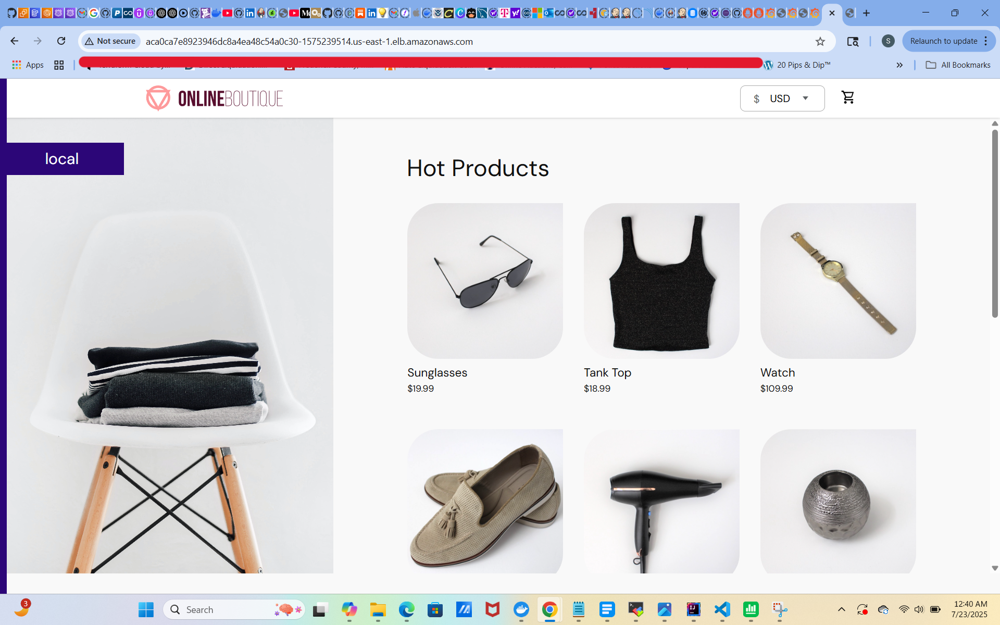 Not secure
aca0ca7e8923946dc8a4ea48c54a0c30-1575239514.us-east-1.elb.amazonaws.com
S
Relaunch to update
Apps
20 Pips & Dip™
All Bookmarks
ONLINEBOUTIQUE
$ USD
local
Hot Products
Sunglasses
$19.99
Tank Top
$18.99
Watch
$109.99
3
Search
12:40 AM
7/23/2025